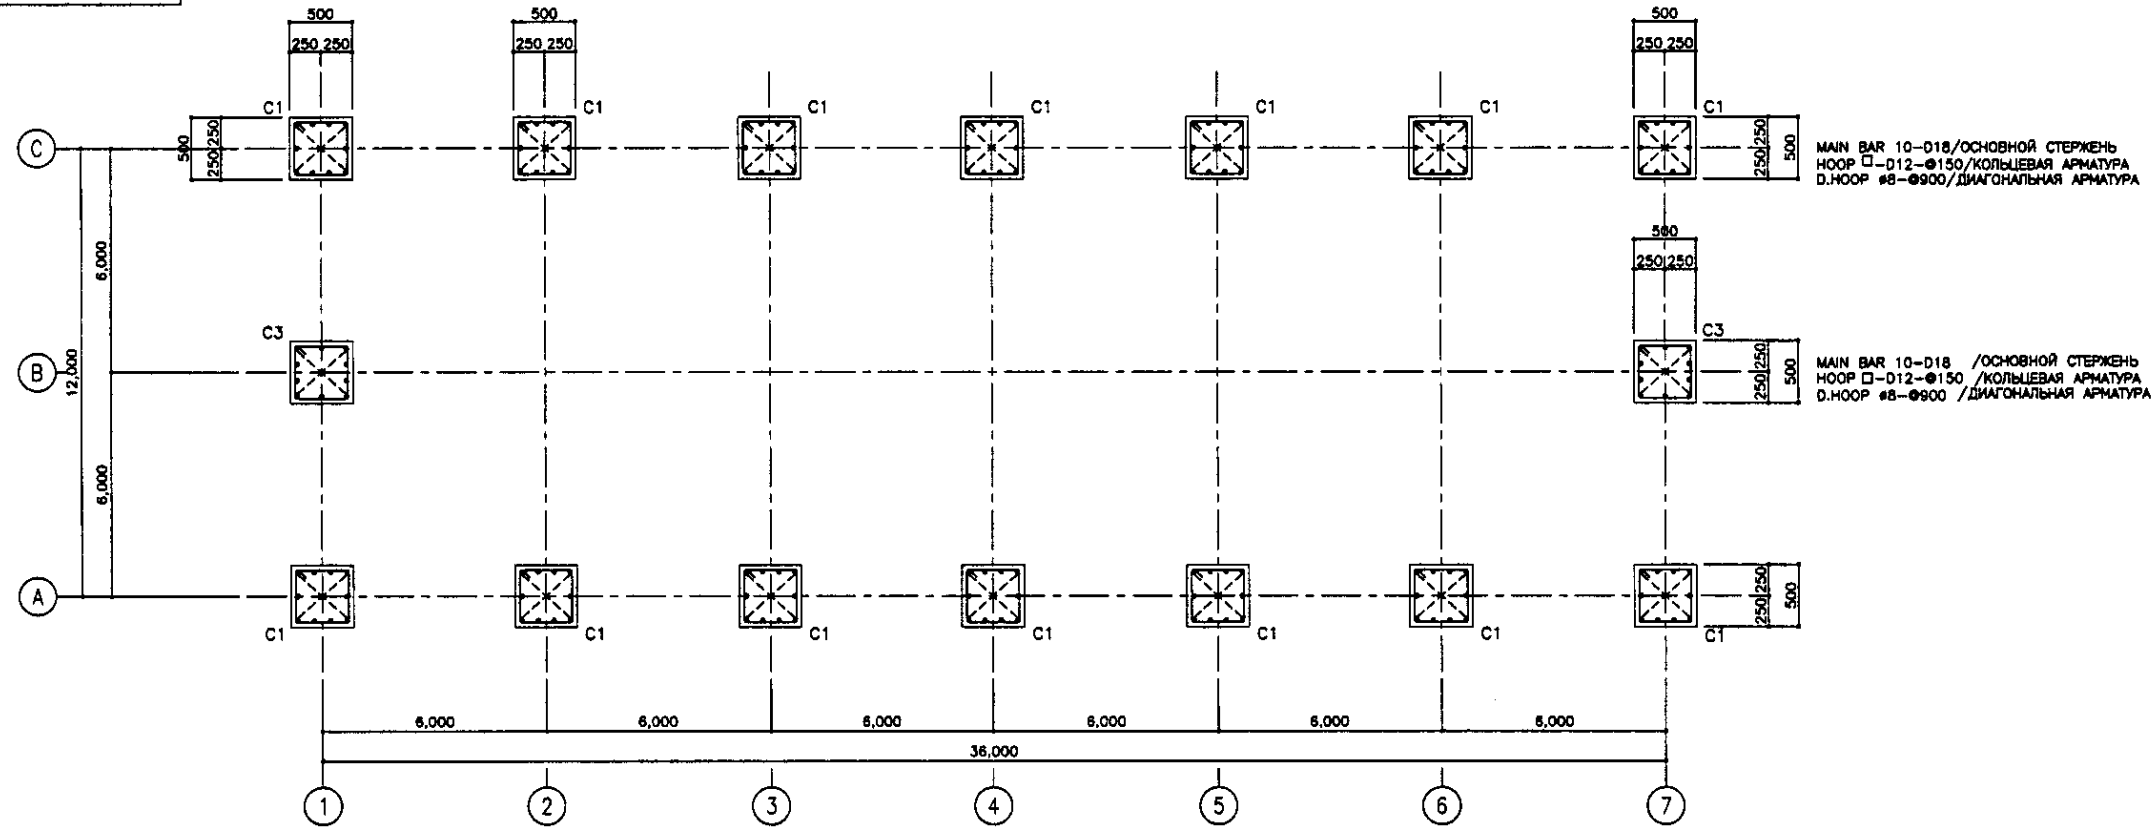 500 500 500
250 250 250 250 250 250
C1 C1 C1 C1 C1 C1 C1
C 500 250 250 250 250 500
MAIN BAR 10-D18/ОСНОВНОЙ СТЕРЖЕНЬ
HOOP □-D12-@150/КОЛЬЦЕВАЯ АРМАТУРА
D.HOOP ø8-@900/ДИАГОНАЛЬНАЯ АРМАТУРА
500
6,000
250 250
C3 C3
B 12,000 250 250 500
MAIN BAR 10-D18 /ОСНОВНОЙ СТЕРЖЕНЬ
HOOP □-D12-@150 /КОЛЬЦЕВАЯ АРМАТУРА
D.HOOP ø8-@900 /ДИАГОНАЛЬНАЯ АРМАТУРА
6,000
A 250 250 500
C1 C1 C1 C1 C1 C1 C1
6,000 6,000 6,000 6,000 6,000 6,000
36,000
1 2 3 4 5 6 7